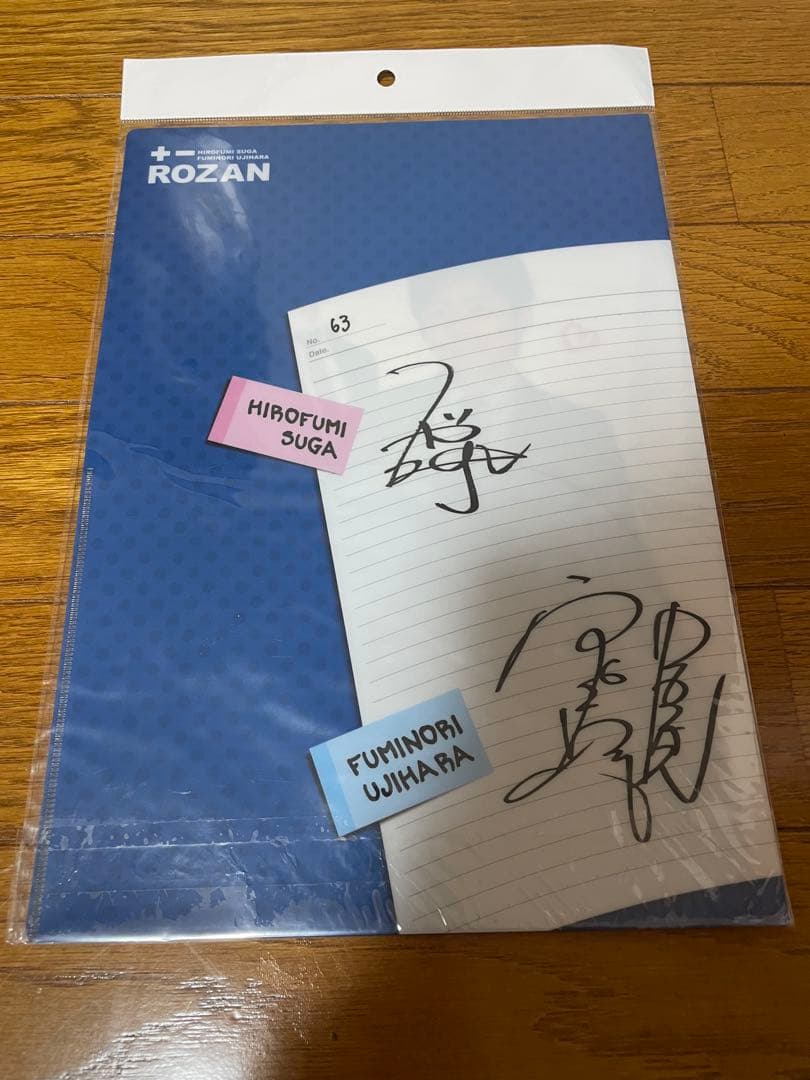 HIROFUMI SUGA
FUMINORI UJIHARA
ROZAN
No. 63
Date.
HIROFUMI
SUGA
FUMINORI
UJIHARA